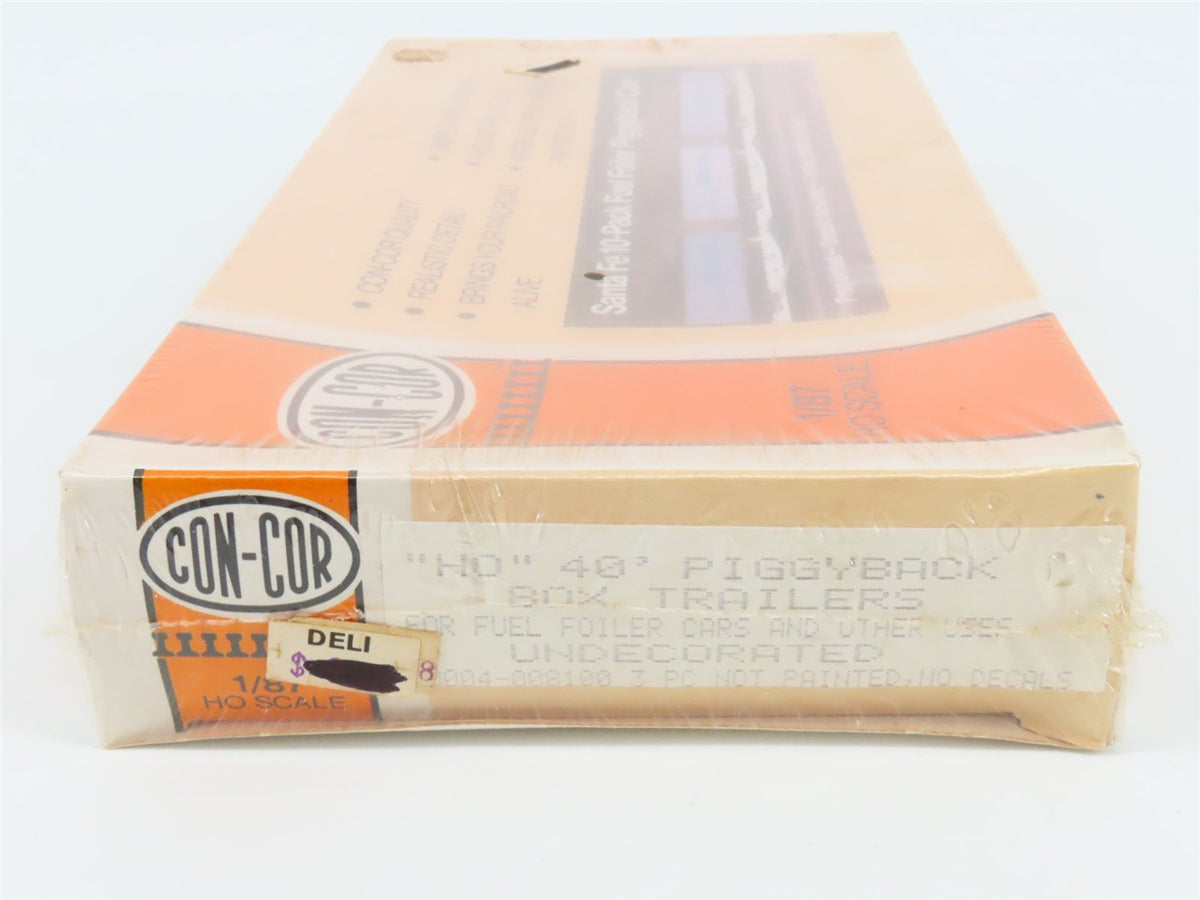 • CON-COR QUALITY
• REALISTIC DETAIL
• BRINGS YOUR RAILROAD
ALIVE
Santa Fe 10-Pack Fuel Foiler Piggyback Car
CON-COR
1/87
HO SCALE
CON-COR
1/87
HO SCALE
DELI
$
8
"HO" 40' PIGGYBACK
BOX TRAILERS
FOR FUEL FOILER CARS AND OTHER USES
UNDECORATED
0004-008100 3 PC NOT PAINTED, NO DECALS